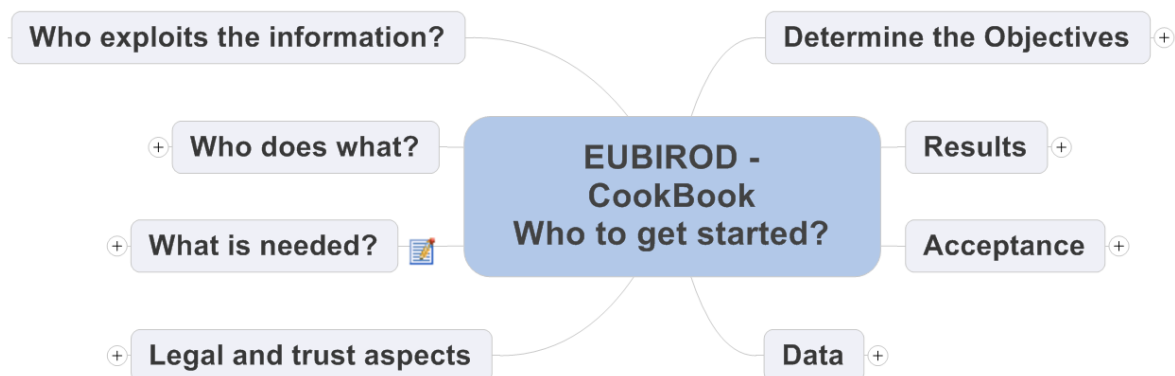 Who exploits the information?
Determine the Objectives
Who does what?
EUBIROD -
CookBook
Who to get started?
Results
What is needed?
Acceptance
Legal and trust aspects
Data